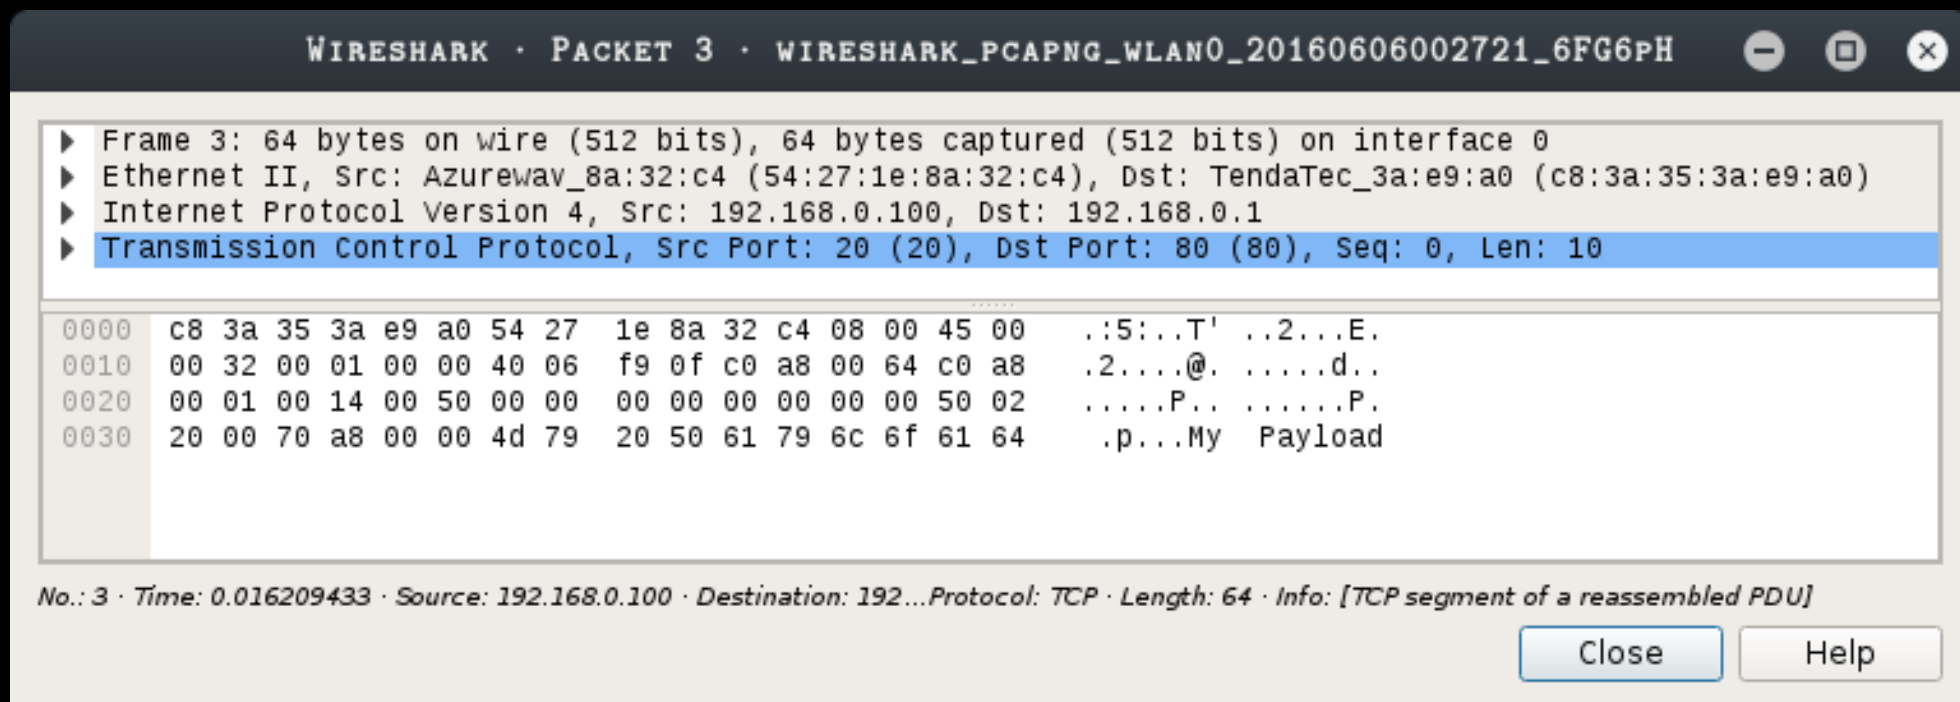 Wireshark · Packet 3 · wireshark_pcapng_wlan0_20160606002721_6FG6pH
Frame 3: 64 bytes on wire (512 bits), 64 bytes captured (512 bits) on interface 0
Ethernet II, Src: Azurewav_8a:32:c4 (54:27:1e:8a:32:c4), Dst: TendaTec_3a:e9:a0 (c8:3a:35:3a:e9:a0)
Internet Protocol Version 4, Src: 192.168.0.100, Dst: 192.168.0.1
Transmission Control Protocol, Src Port: 20 (20), Dst Port: 80 (80), Seq: 0, Len: 10
0000 c8 3a 35 3a e9 a0 54 27 1e 8a 32 c4 08 00 45 00 .:5:..T' ..2...E.
0010 00 32 00 01 00 00 40 06 f9 0f c0 a8 00 64 c0 a8 .2....@. .....d..
0020 00 01 00 14 00 50 00 00 00 00 00 00 00 00 50 02 .....P.. ......P.
0030 20 00 70 a8 00 00 4d 79 20 50 61 79 6c 6f 61 64 .p...My Payload
No.: 3 · Time: 0.016209433 · Source: 192.168.0.100 · Destination: 192...Protocol: TCP · Length: 64 · Info: [TCP segment of a reassembled PDU]
Close Help